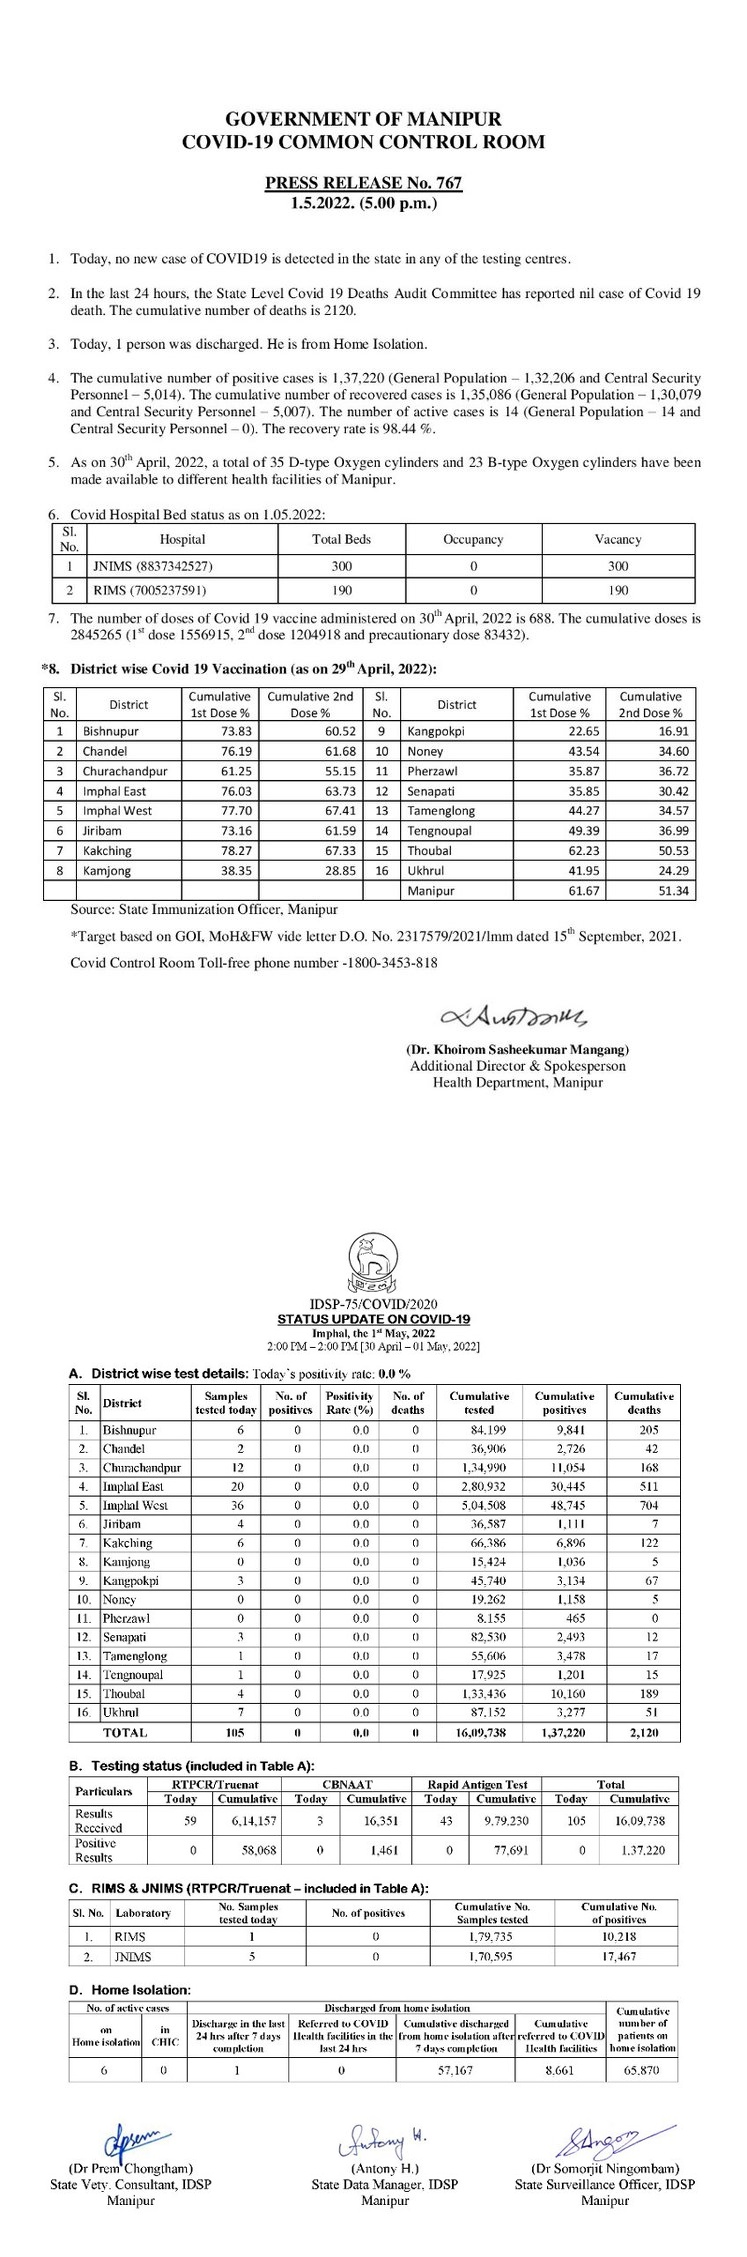 GOVERNMENT OF MANIPUR
COVID-19 COMMON CONTROL ROOM
PRESS RELEASE No. 767
1.5.2022. (5.00 p.m.)
1. Today, no new case of COVID19 is detected in the state in any of the testing centres.
2. In the last 24 hours, the State Level Covid 19 Deaths Audit Committee has reported nil case of Covid 19
death. The cumulative number of deaths is 2120.
3. Today, 1 person was discharged. He is from Home Isolation.
4. The cumulative number of positive cases is 1,37,220 (General Population – 1,32,206 and Central Security
Personnel – 5,014). The cumulative number of recovered cases is 1,35,086 (General Population – 1,30,079
and Central Security Personnel – 5,007). The number of active cases is 14 (General Population – 14 and
Central Security Personnel – 0). The recovery rate is 98.44 %.
5. As on 30th April, 2022, a total of 35 D-type Oxygen cylinders and 23 B-type Oxygen cylinders have been
made available to different health facilities of Manipur.
6. Covid Hospital Bed status as on 1.05.2022:
Sl. No. Hospital Total Beds Occupancy Vacancy
1 JNIMS (8837342527) 300 0 300
2 RIMS (7005237591) 190 0 190
7. The number of doses of Covid 19 vaccine administered on 30th April, 2022 is 688. The cumulative doses is
2845265 (1st dose 1556915, 2nd dose 1204918 and precautionary dose 83432).
*8. District wise Covid 19 Vaccination (as on 29th April, 2022):
Sl. No. District Cumulative 1st Dose % Cumulative 2nd Dose % Sl. No. District Cumulative 1st Dose % Cumulative 2nd Dose %
1 Bishnupur 73.83 60.52 9 Kangpokpi 22.65 16.91
2 Chandel 76.19 61.68 10 Noney 43.54 34.60
3 Churachandpur 61.25 55.15 11 Pherzawl 35.87 36.72
4 Imphal East 76.03 63.73 12 Senapati 35.85 30.42
5 Imphal West 77.70 67.41 13 Tamenglong 44.27 34.57
6 Jiribam 73.16 61.59 14 Tengnoupal 49.39 36.99
7 Kakching 78.27 67.33 15 Thoubal 62.23 50.53
8 Kamjong 38.35 28.85 16 Ukhrul 41.95 24.29
Manipur 61.67 51.34
Source: State Immunization Officer, Manipur
*Target based on GOI, MoH&FW vide letter D.O. No. 2317579/2021/lmm dated 15th September, 2021.
Covid Control Room Toll-free phone number -1800-3453-818
(Dr. Khoirom Sasheekumar Mangang)
Additional Director & Spokesperson
Health Department, Manipur
IDSP-75/COVID/2020
STATUS UPDATE ON COVID-19
Imphal, the 1st May, 2022
2:00 PM – 2:00 PM [30 April – 01 May, 2022]
A. District wise test details: Today's positivity rate: 0.0 %
Sl. No. District Samples tested today No. of positives Positivity Rate (%) No. of deaths Cumulative tested Cumulative positives Cumulative deaths
1. Bishnupur 6 0 0.0 0 84,199 9,841 205
2. Chandel 2 0 0.0 0 36,906 2,726 42
3. Churachandpur 12 0 0.0 0 1,34,990 11,054 168
4. Imphal East 20 0 0.0 0 2,80,932 30,445 511
5. Imphal West 36 0 0.0 0 5,04,508 48,745 704
6. Jiribam 4 0 0.0 0 36,587 1,111 7
7. Kakching 6 0 0.0 0 66,386 6,896 122
8. Kamjong 0 0 0.0 0 15,424 1,036 5
9. Kangpokpi 3 0 0.0 0 45,740 3,134 67
10. Noney 0 0 0.0 0 19,262 1,158 5
11. Pherzawl 0 0 0.0 0 8,155 465 0
12. Senapati 3 0 0.0 0 82,530 2,493 12
13. Tamenglong 1 0 0.0 0 55,606 3,478 17
14. Tengnoupal 1 0 0.0 0 17,925 1,201 15
15. Thoubal 4 0 0.0 0 1,33,436 10,160 189
16. Ukhrul 7 0 0.0 0 87,152 3,277 51
TOTAL 105 0 0.0 0 16,09,738 1,37,220 2,120
B. Testing status (included in Table A):
Particulars RTPCR/Truenat CBNAAT Rapid Antigen Test Total
Today Cumulative Today Cumulative Today Cumulative Today Cumulative
Results Received 59 6,14,157 3 16,351 43 9,79,230 105 16,09,738
Positive Results 0 58,068 0 1,461 0 77,691 0 1,37,220
C. RIMS & JNIMS (RTPCR/Truenat – included in Table A):
Sl. No. Laboratory No. Samples tested today No. of positives Cumulative No. Samples tested Cumulative No. of positives
1. RIMS 1 0 1,79,735 10,218
2. JNIMS 5 0 1,70,595 17,467
D. Home Isolation:
No. of active cases Discharged from home isolation Cumulative number of patients on home isolation
on Home isolation in CHIC Discharge in the last 24 hrs after 7 days completion Referred to COVID Health facilities in the last 24 hrs Cumulative discharged from home isolation after 7 days completion Cumulative referred to COVID Health facilities
6 0 1 0 57,167 8,661 65,870
(Dr Prem Chongtham) (Antony H.) (Dr Somorjit Ningombam)
State Vety. Consultant, IDSP State Data Manager, IDSP State Surveillance Officer, IDSP
Manipur Manipur Manipur